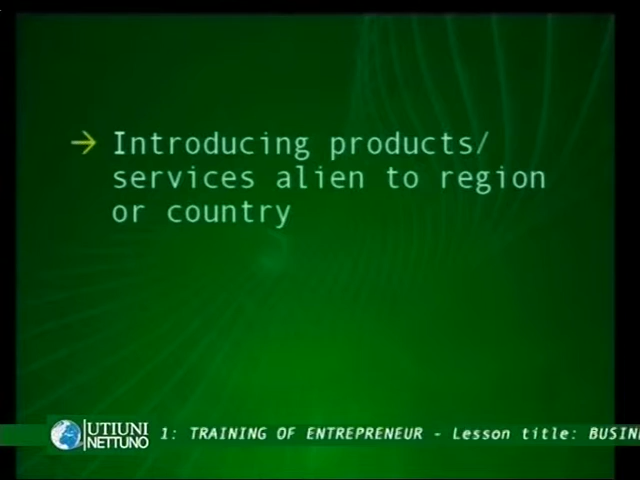 → Introducing products/
services alien to region
or country
UTIUNI
NETTUNO
1: TRAINING OF ENTREPRENEUR - Lesson title: BUSIN